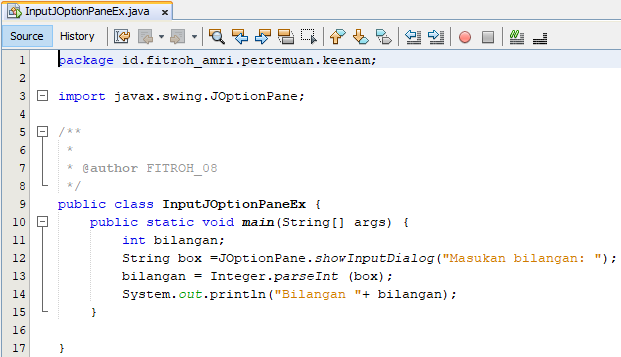 InputJOptionPaneEx.java
Source History
1 package id.fitroh_amri.pertemuan.keenam;
2
3 import javax.swing.JOptionPane;
4
5 /**
6 *
7 * @author FITROH_08
8 */
9 public class InputJOptionPaneEx {
10 public static void main(String[] args) {
11 int bilangan;
12 String box =JOptionPane.showInputDialog("Masukan bilangan: ");
13 bilangan = Integer.parseInt (box);
14 System.out.println("Bilangan "+ bilangan);
15 }
16
17 }